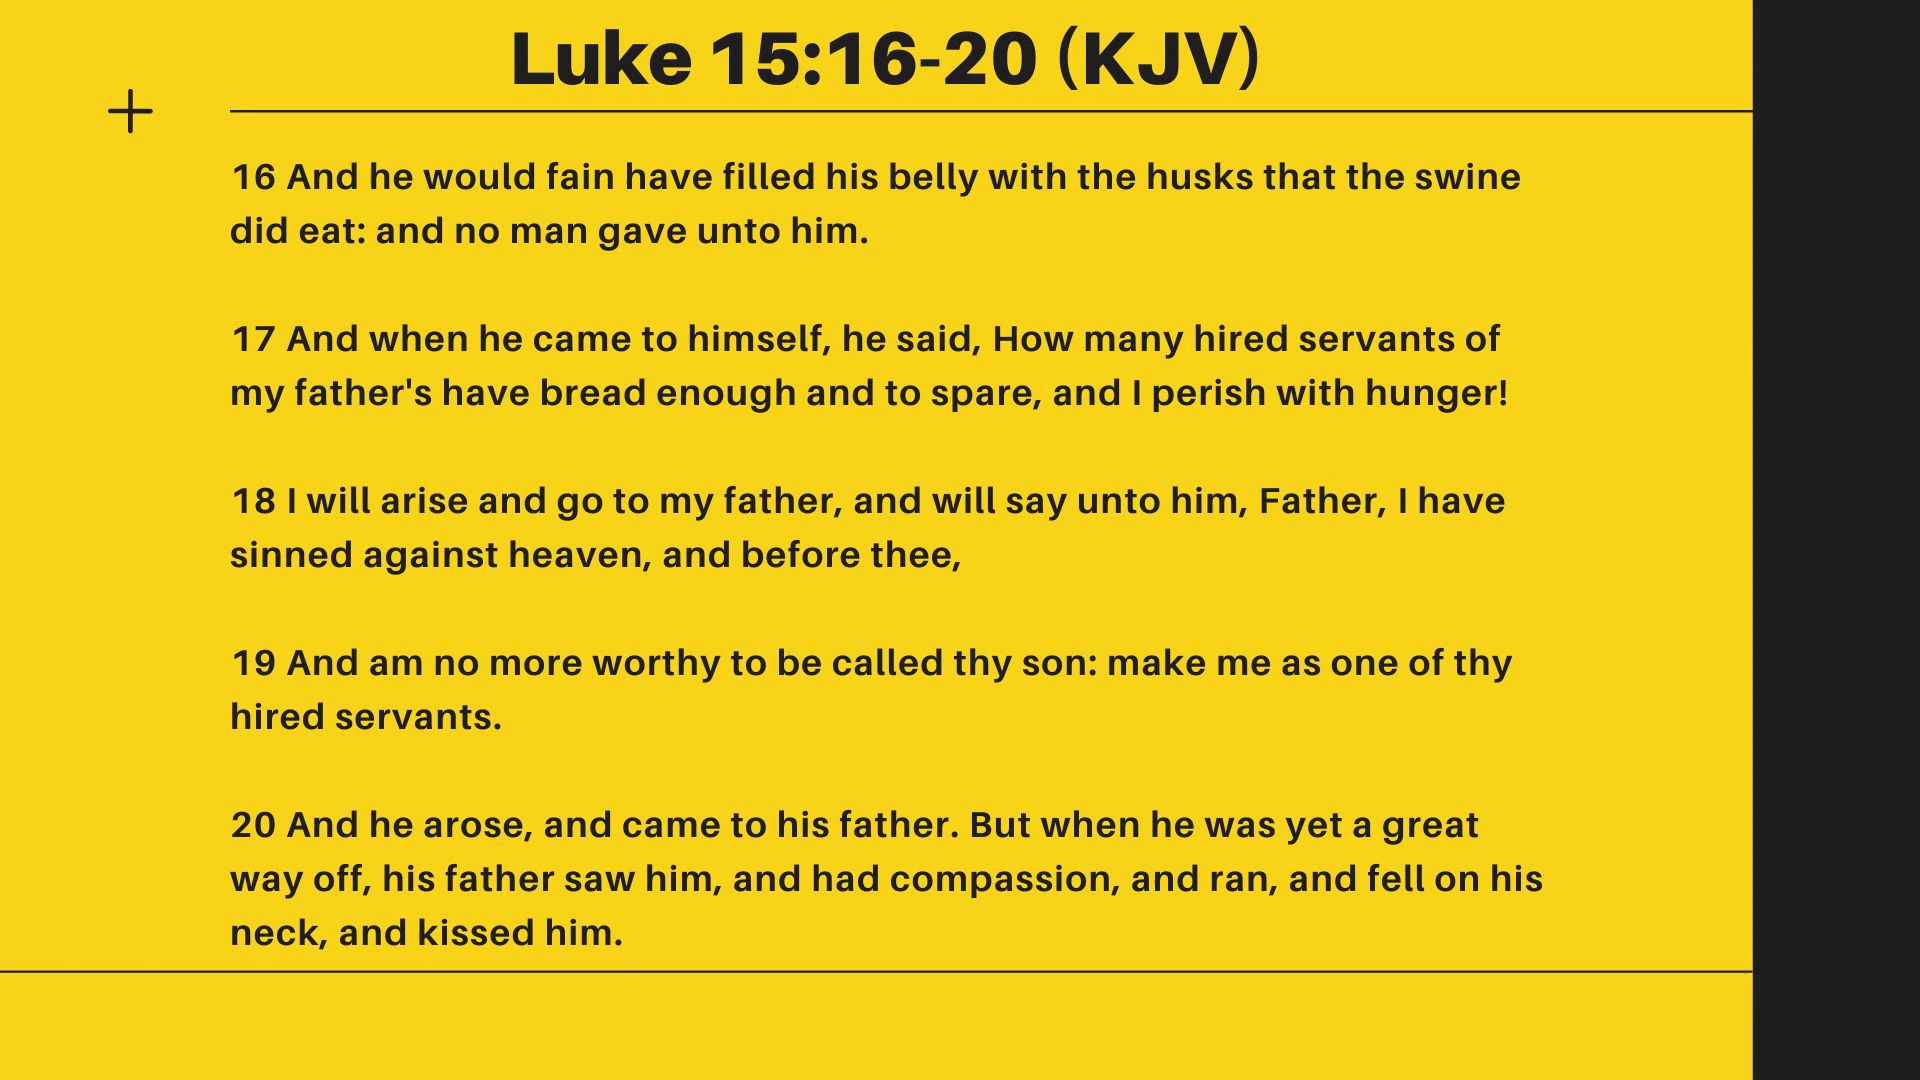 Luke 15:16-20 (KJV)
16 And he would fain have filled his belly with the husks that the swine
did eat: and no man gave unto him.
17 And when he came to himself, he said, How many hired servants of
my father's have bread enough and to spare, and I perish with hunger!
18 I will arise and go to my father, and will say unto him, Father, I have
sinned against heaven, and before thee,
19 And am no more worthy to be called thy son: make me as one of thy
hired servants.
20 And he arose, and came to his father. But when he was yet a great
way off, his father saw him, and had compassion, and ran, and fell on his
neck, and kissed him.